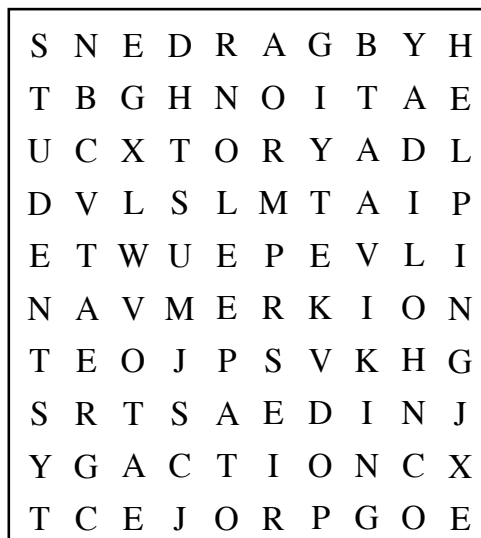 S N E D R A G B Y H
T B G H N O I T A E
U C X T O R Y A D L
D V L S L M T A I P
E T W U E P E V L I
N A V M E R K I O N
T E O J P S V K H G
S R T S A E D I N J
Y G A C T I O N C X
T C E J O R P G O E